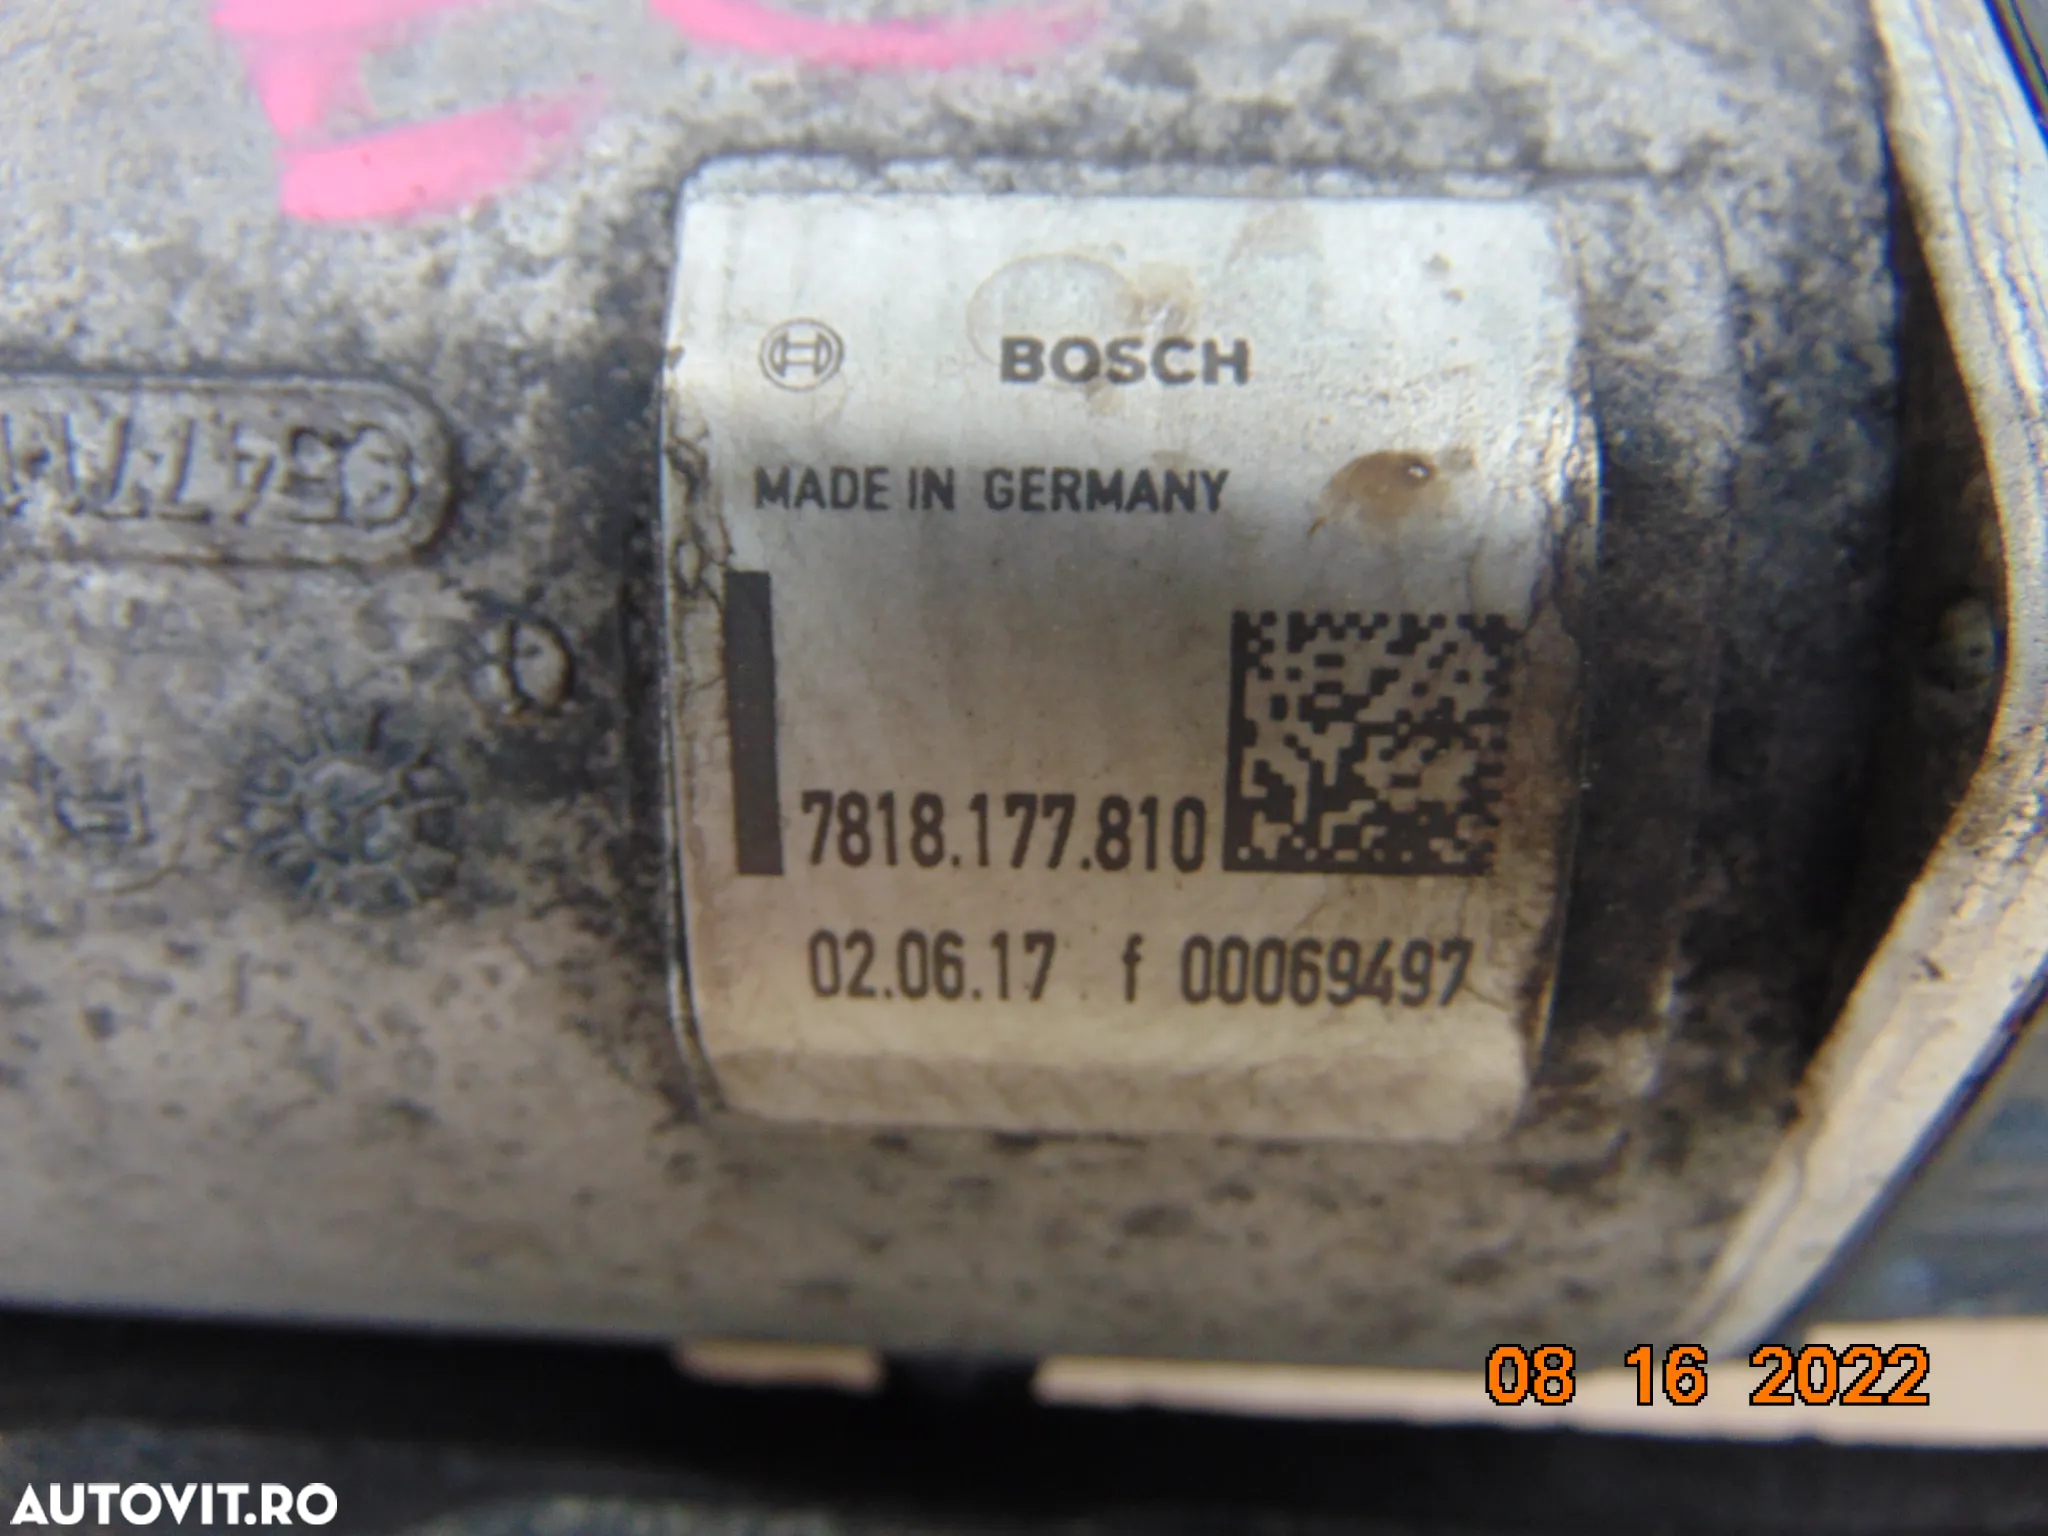 BOSCH
MADE IN GERMANY
7818.177.810
02.06.17 f 00069497
08 16 2022
AUTOVIT.RO